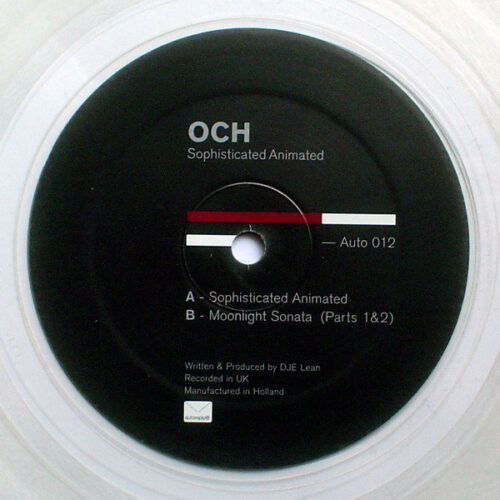 OCH
Sophisticated Animated
— Auto 012
A - Sophisticated Animated
B - Moonlight Sonata (Parts 1&2)
Written & Produced by DJE Lean
Recorded in UK
Manufactured in Holland